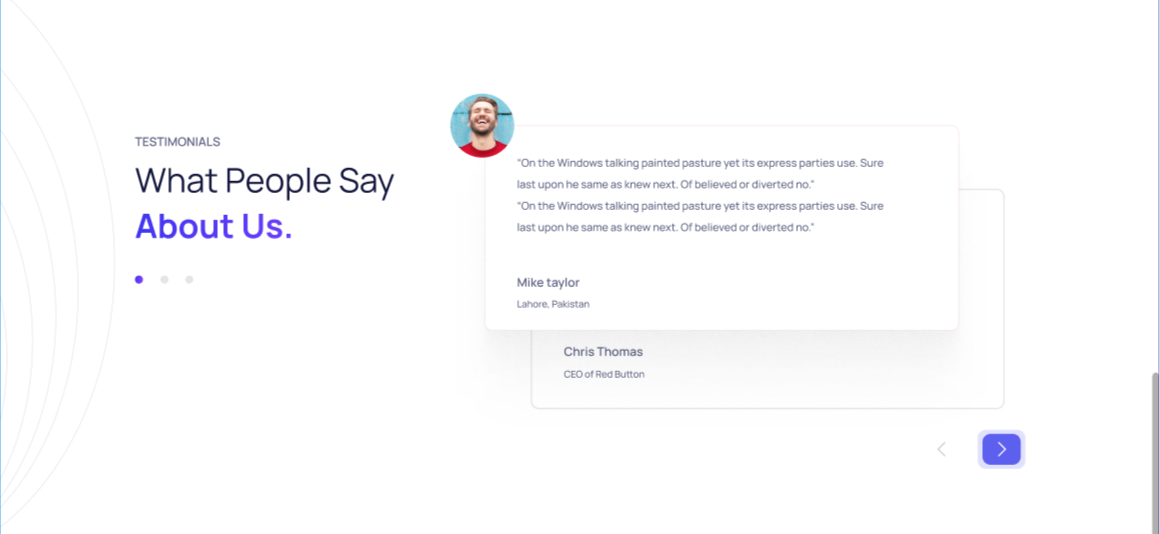 TESTIMONIALS
What People Say
About Us.
“On the Windows talking painted pasture yet its express parties use. Sure
last upon he same as knew next. Of believed or diverted no.”
“On the Windows talking painted pasture yet its express parties use. Sure
last upon he same as knew next. Of believed or diverted no.”
Mike taylor
Lahore, Pakistan
Chris Thomas
CEO of Red Button